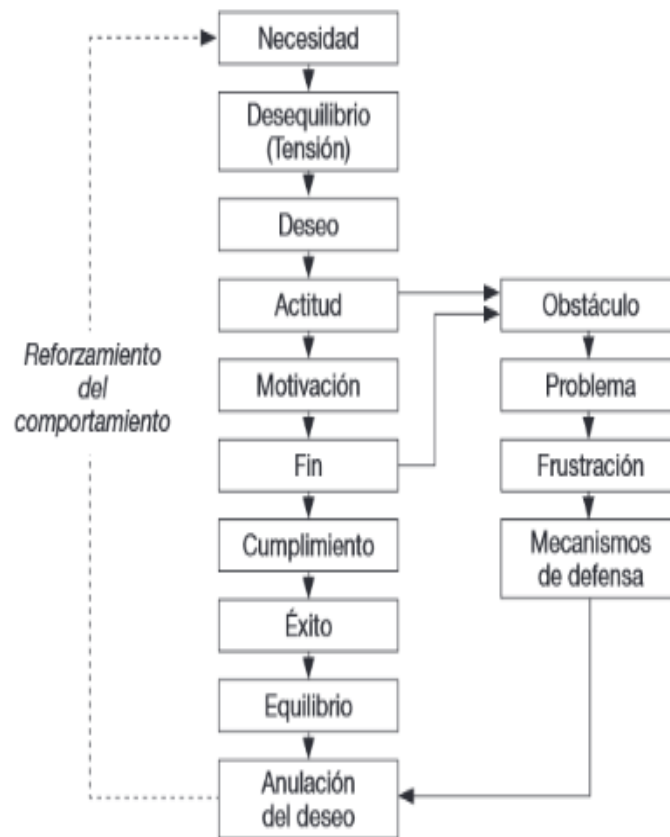 Necesidad
Desequilibrio
(Tensión)
Deseo
Actitud
Motivación
Fin
Cumplimiento
Éxito
Equilibrio
Anulación
del deseo
Obstáculo
Problema
Frustración
Mecanismos
de defensa
Reforzamiento
del
comportamiento